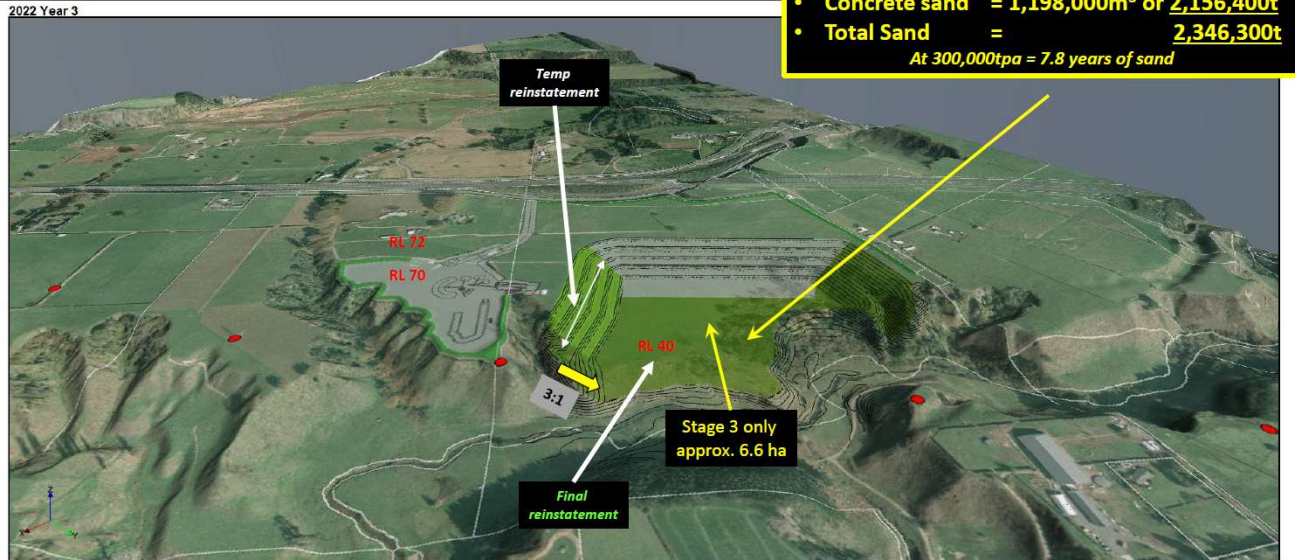 2022 Year 3
• Concrete sand = 1,198,000m³ or 2,156,400t
• Total Sand = 2,346,300t
At 300,000tpa = 7.8 years of sand
Temp
reinstatement
RL 72
RL 70
RL 40
3:1
Stage 3 only
approx. 6.6 ha
Final
reinstatement